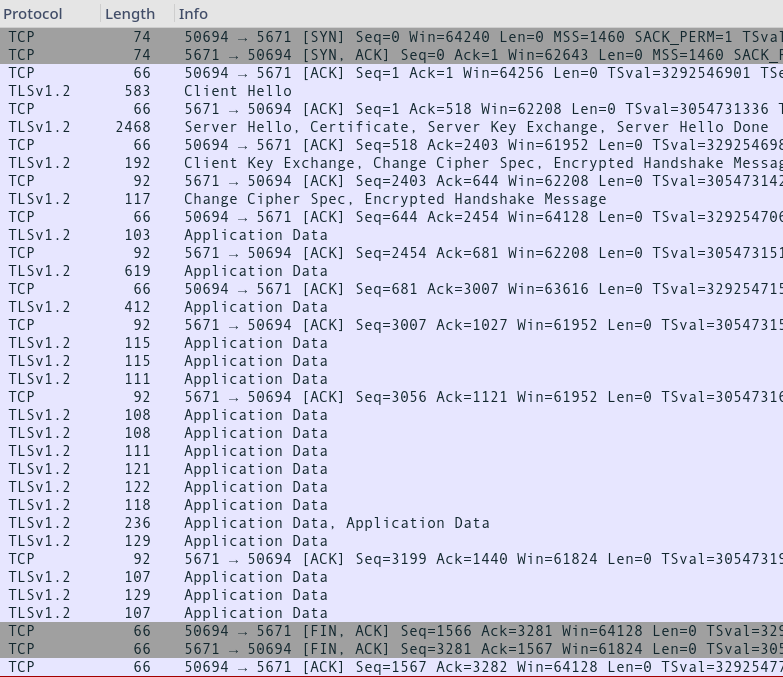 Protocol Length Info
TCP 74 50694 → 5671 [SYN] Seq=0 Win=64240 Len=0 MSS=1460 SACK_PERM=1 TSval
TCP 74 5671 → 50694 [SYN, ACK] Seq=0 Ack=1 Win=62643 Len=0 MSS=1460 SACK_P
TCP 66 50694 → 5671 [ACK] Seq=1 Ack=1 Win=64256 Len=0 TSval=3292546901 TSe
TLSv1.2 583 Client Hello
TCP 66 5671 → 50694 [ACK] Seq=1 Ack=518 Win=62208 Len=0 TSval=3054731336 T
TLSv1.2 2468 Server Hello, Certificate, Server Key Exchange, Server Hello Done
TCP 66 50694 → 5671 [ACK] Seq=518 Ack=2403 Win=61952 Len=0 TSval=329254698
TLSv1.2 192 Client Key Exchange, Change Cipher Spec, Encrypted Handshake Messag
TCP 92 5671 → 50694 [ACK] Seq=2403 Ack=644 Win=62208 Len=0 TSval=305473142
TLSv1.2 117 Change Cipher Spec, Encrypted Handshake Message
TCP 66 50694 → 5671 [ACK] Seq=644 Ack=2454 Win=64128 Len=0 TSval=329254706
TLSv1.2 103 Application Data
TCP 92 5671 → 50694 [ACK] Seq=2454 Ack=681 Win=62208 Len=0 TSval=305473151
TLSv1.2 619 Application Data
TCP 66 50694 → 5671 [ACK] Seq=681 Ack=3007 Win=63616 Len=0 TSval=329254715
TLSv1.2 412 Application Data
TCP 92 5671 → 50694 [ACK] Seq=3007 Ack=1027 Win=61952 Len=0 TSval=30547315
TLSv1.2 115 Application Data
TLSv1.2 115 Application Data
TLSv1.2 111 Application Data
TCP 92 5671 → 50694 [ACK] Seq=3056 Ack=1121 Win=61952 Len=0 TSval=30547316
TLSv1.2 108 Application Data
TLSv1.2 108 Application Data
TLSv1.2 111 Application Data
TLSv1.2 121 Application Data
TLSv1.2 122 Application Data
TLSv1.2 118 Application Data
TLSv1.2 236 Application Data, Application Data
TLSv1.2 129 Application Data
TCP 92 5671 → 50694 [ACK] Seq=3199 Ack=1440 Win=61824 Len=0 TSval=30547319
TLSv1.2 107 Application Data
TLSv1.2 129 Application Data
TLSv1.2 107 Application Data
TCP 66 50694 → 5671 [FIN, ACK] Seq=1566 Ack=3281 Win=64128 Len=0 TSval=329
TCP 66 5671 → 50694 [FIN, ACK] Seq=3281 Ack=1567 Win=61824 Len=0 TSval=305
TCP 66 50694 → 5671 [ACK] Seq=1567 Ack=3282 Win=64128 Len=0 TSval=32925477